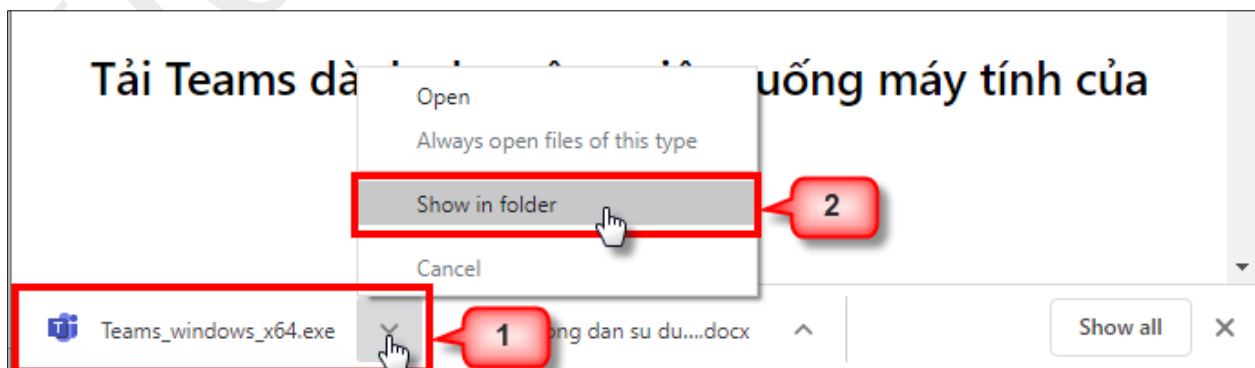 Tải Teams dà uống máy tính của
Open
Always open files of this type
Show in folder
2
Cancel
Teams_windows_x64.exe
1
ong dan su du....docx
Show all